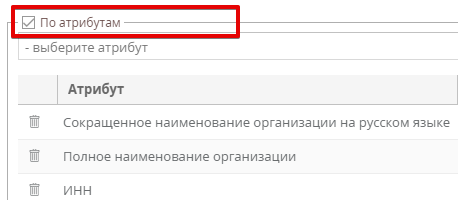 По атрибутам
- выберите атрибут
Атрибут
Сокращенное наименование организации на русском языке
Полное наименование организации
ИНН